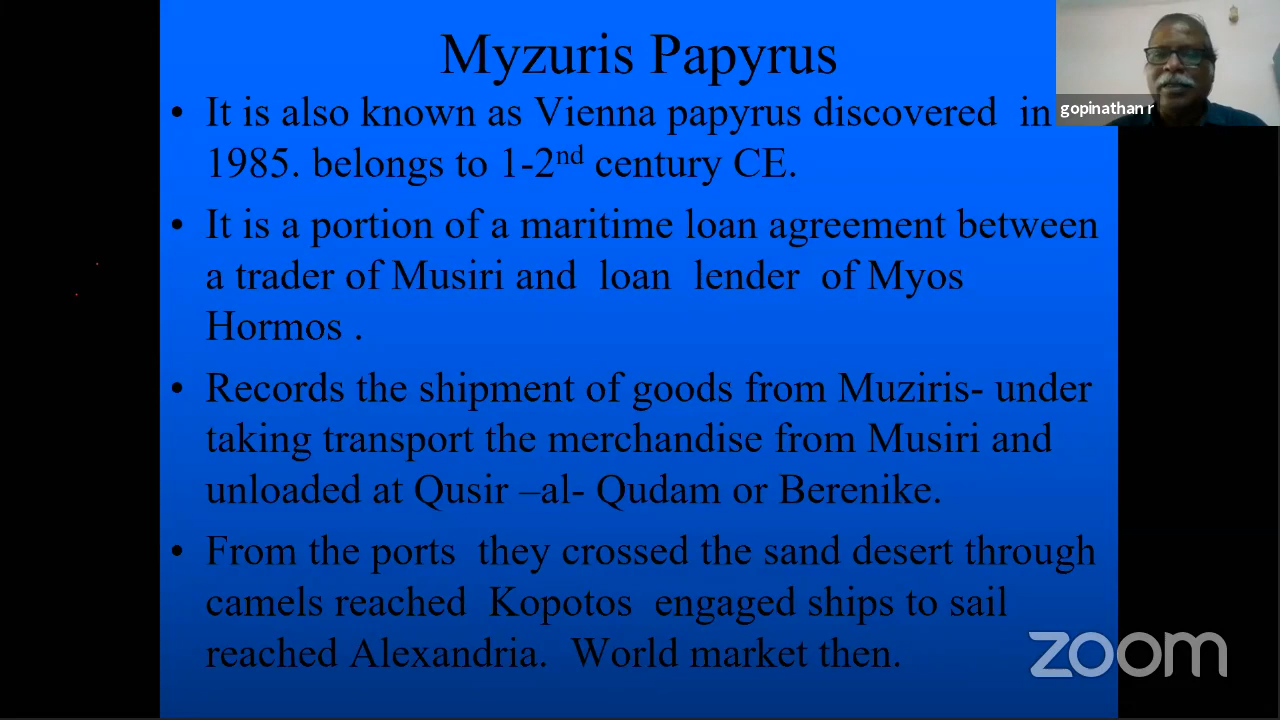 Myzuris Papyrus
• It is also known as Vienna papyrus discovered in
1985. belongs to 1-2nd century CE.
• It is a portion of a maritime loan agreement between
a trader of Musiri and loan lender of Myos
Hormos .
• Records the shipment of goods from Muziris- under
taking transport the merchandise from Musiri and
unloaded at Qusir –al- Qudam or Berenike.
• From the ports they crossed the sand desert through
camels reached Kopotos engaged ships to sail
reached Alexandria. World market then.
gopinathan r
zoom